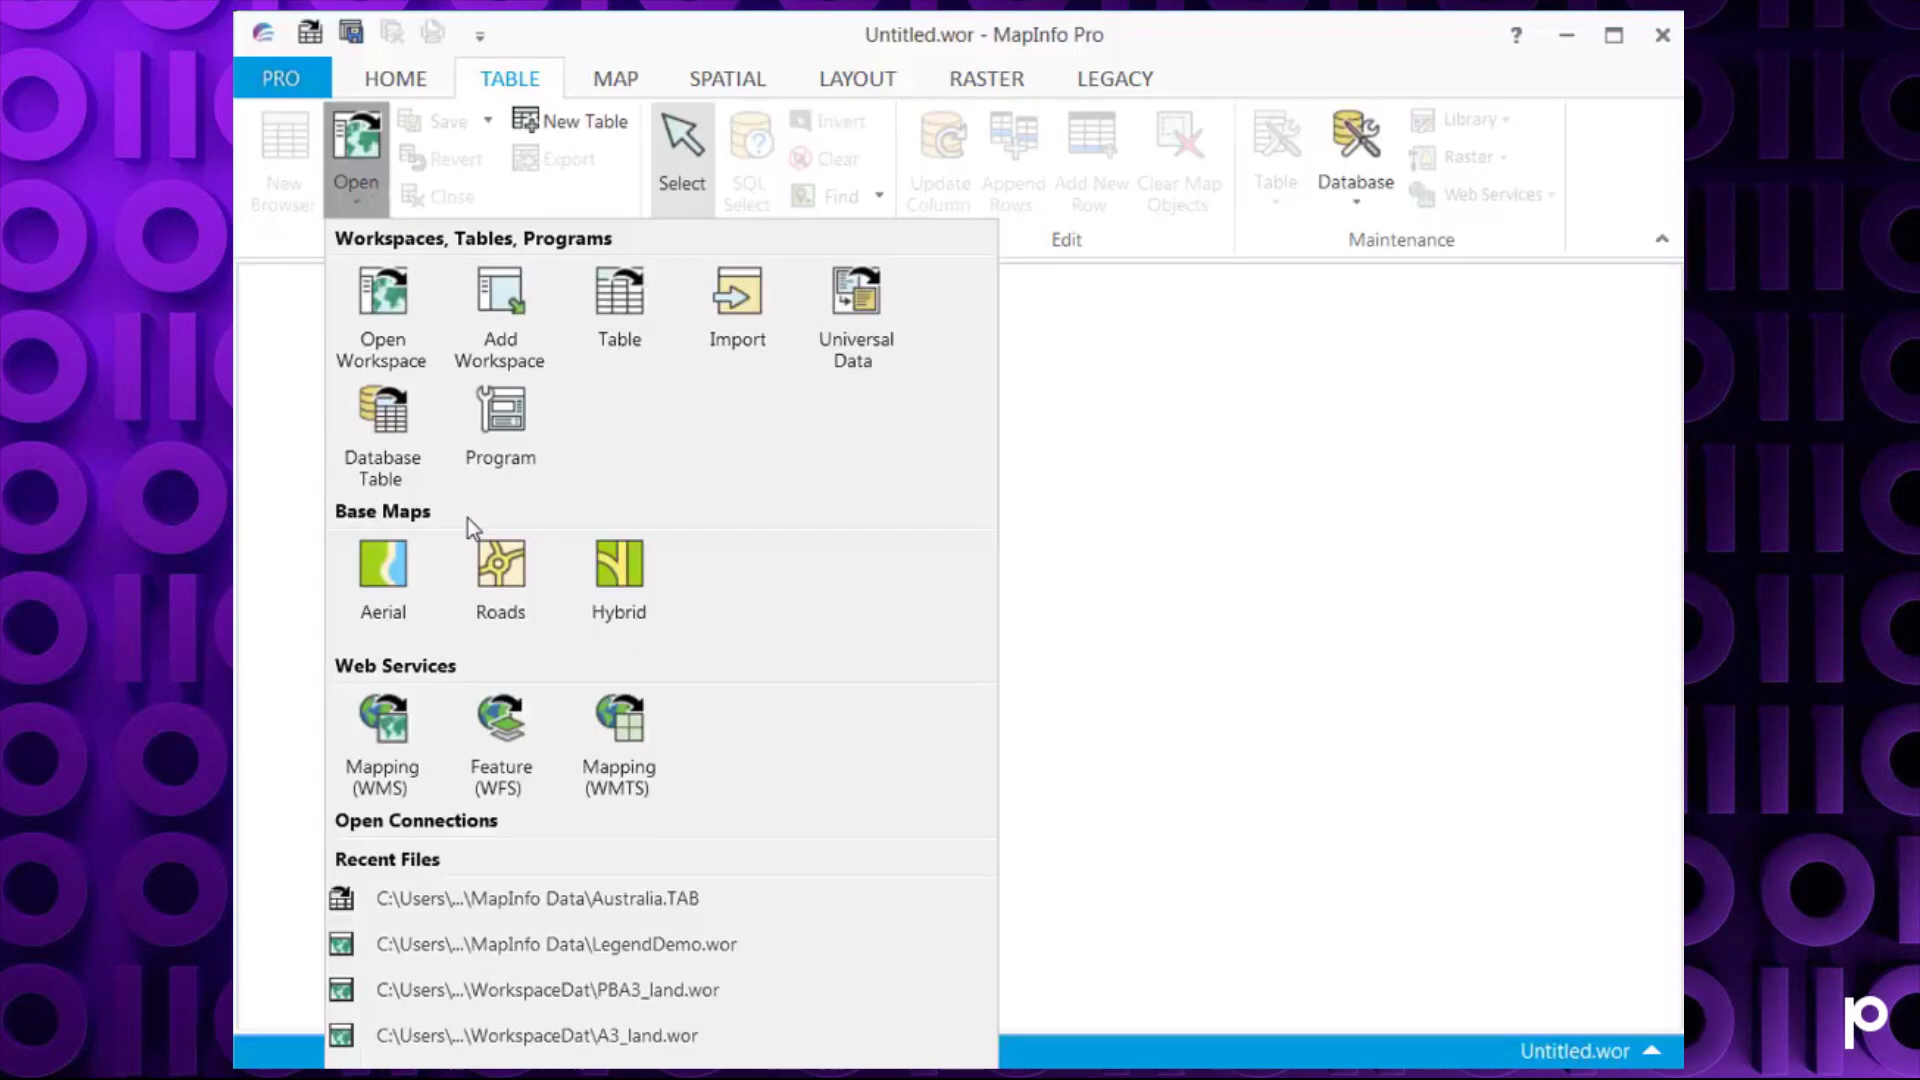 Untitled.wor - MapInfo Pro
?
PRO
HOME
TABLE
MAP
SPATIAL
LAYOUT
RASTER
LEGACY
New
Browser
Open
Save
Revert
Close
New Table
Export
Select
SQL
Select
Invert
Clear
Find
Update
Column
Append
Rows
Add New
Row
Clear Map
Objects
Edit
Table
Database
Library
Raster
Web Services
Maintenance
Workspaces, Tables, Programs
Open
Workspace
Add
Workspace
Table
Import
Universal
Data
Database
Table
Program
Base Maps
Aerial
Roads
Hybrid
Web Services
Mapping
(WMS)
Feature
(WFS)
Mapping
(WMTS)
Open Connections
Recent Files
C:\Users\...\MapInfo Data\Australia.TAB
C:\Users\...\MapInfo Data\LegendDemo.wor
C:\Users\...\WorkspaceDat\PBA3_land.wor
C:\Users\...\WorkspaceDat\A3_land.wor
Untitled.wor
p